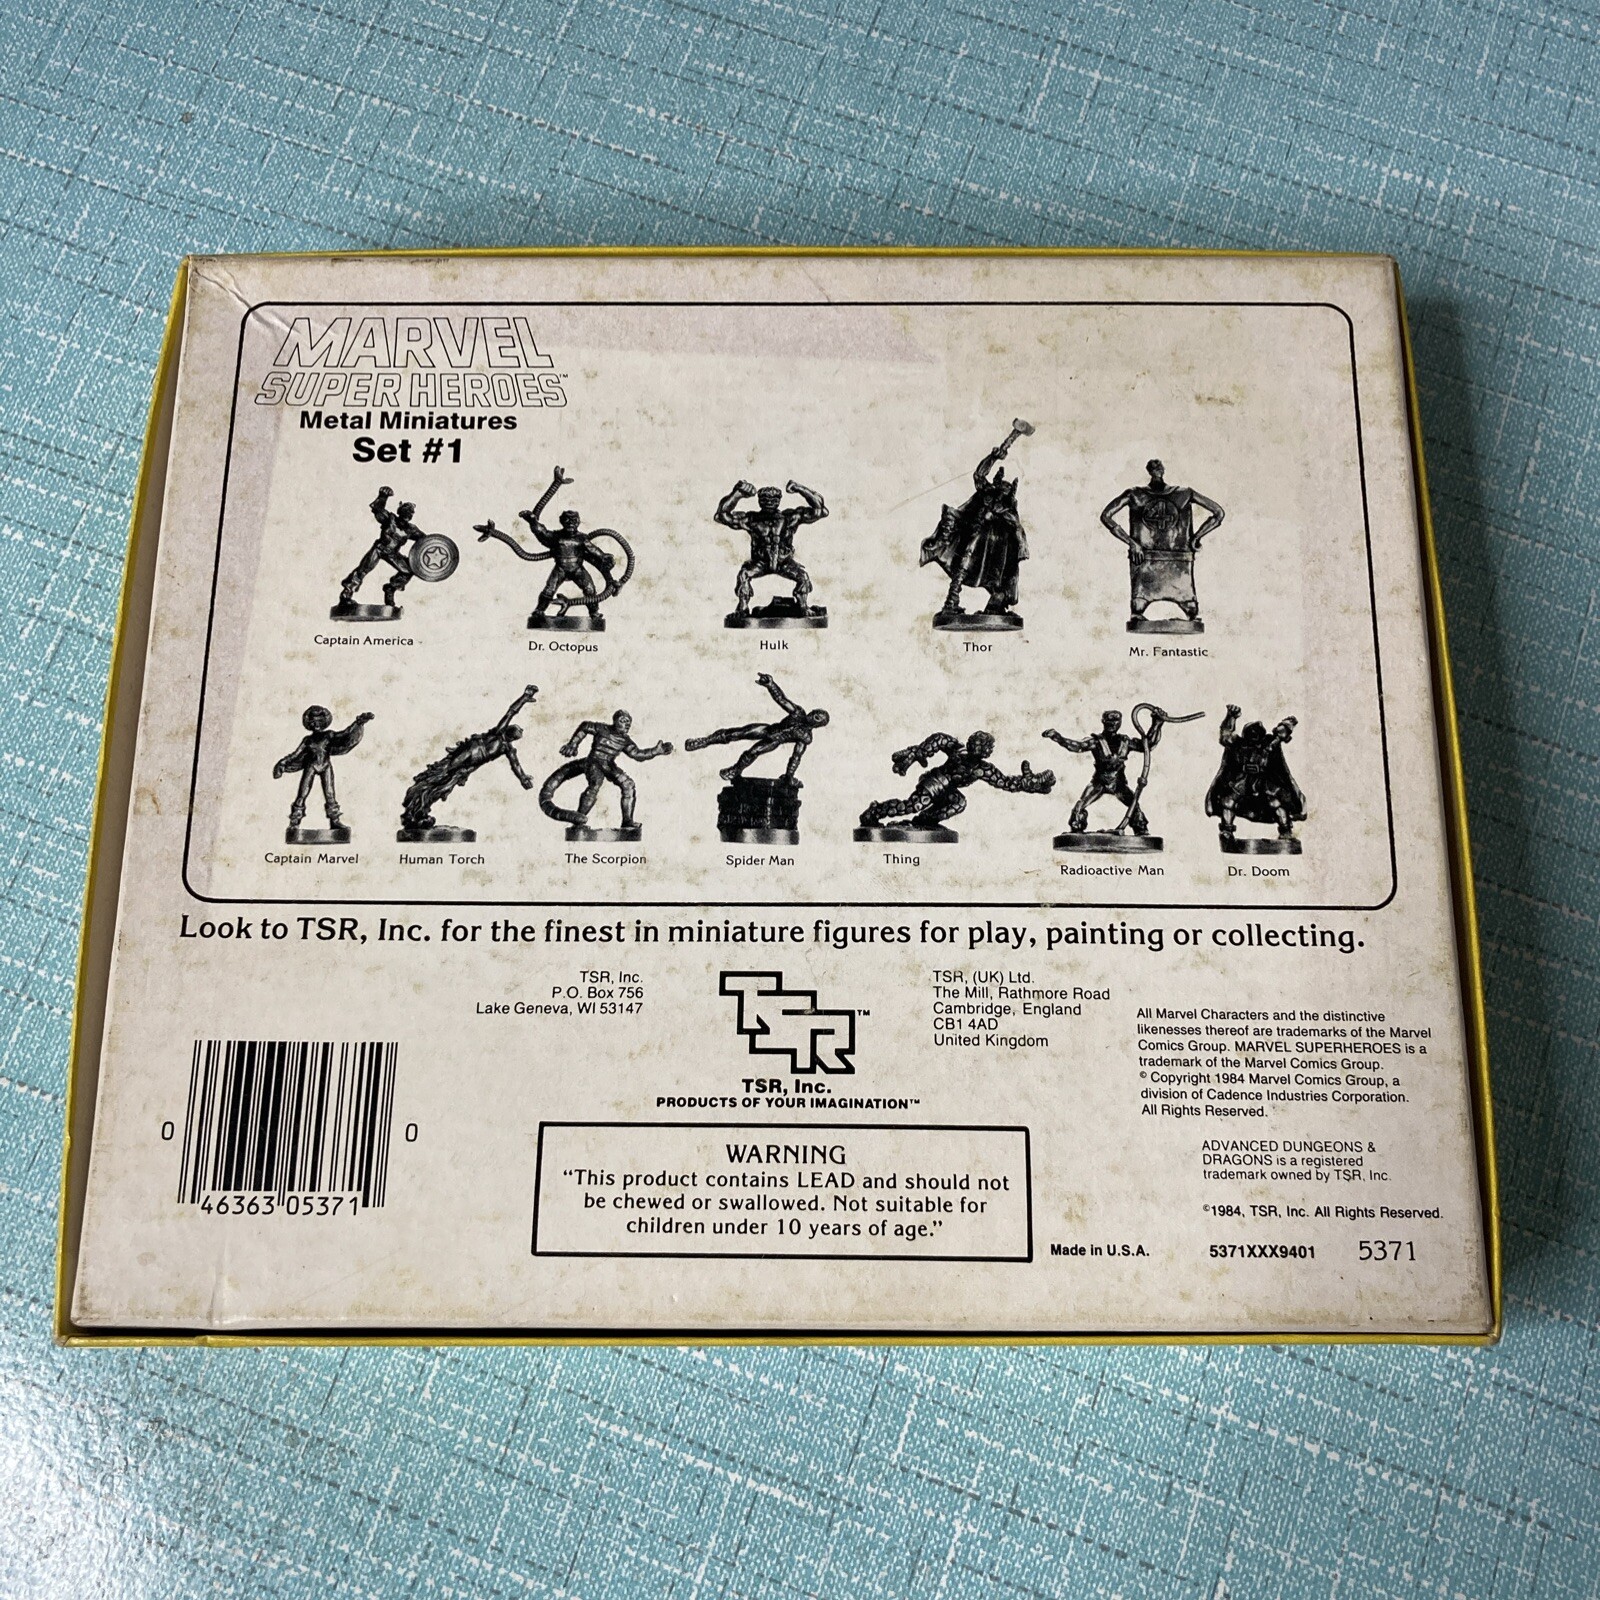 MARVEL
SUPER HEROES™
Metal Miniatures
Set #1
Captain America
Dr. Octopus
Hulk
Thor
4
Mr. Fantastic
Captain Marvel
Human Torch
The Scorpion
Spider Man
Thing
Radioactive Man
Dr. Doom
Look to TSR, Inc. for the finest in miniature figures for play, painting or collecting.
TSR, Inc.
P.O. Box 756
Lake Geneva, WI 53147
TSR™
TSR, Inc.
PRODUCTS OF YOUR IMAGINATION™
TSR, (UK) Ltd.
The Mill, Rathmore Road
Cambridge, England
CB1 4AD
United Kingdom
All Marvel Characters and the distinctive
likenesses thereof are trademarks of the Marvel
Comics Group. MARVEL SUPERHEROES is a
trademark of the Marvel Comics Group.
© Copyright 1984 Marvel Comics Group, a
division of Cadence Industries Corporation.
All Rights Reserved.
ADVANCED DUNGEONS &
DRAGONS is a registered
trademark owned by TSR, Inc.
©1984, TSR, Inc. All Rights Reserved.
0 46363 05371 0
WARNING
“This product contains LEAD and should not
be chewed or swallowed. Not suitable for
children under 10 years of age.”
Made in U.S.A.
5371XXX9401
5371